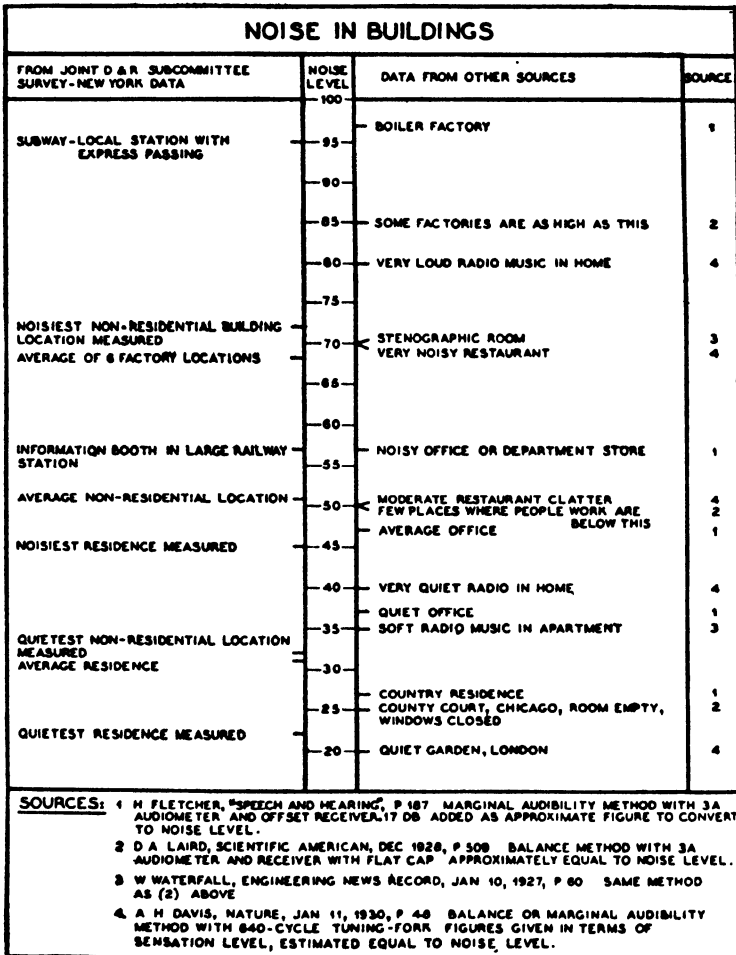 NOISE IN BUILDINGS
FROM JOINT D & R SUBCOMMITTEE
SURVEY-NEW YORK DATA
NOISE
LEVEL
DATA FROM OTHER SOURCES
SOURCE
100
BOILER FACTORY 1
SUBWAY-LOCAL STATION WITH
EXPRESS PASSING
95
90
85
SOME FACTORIES ARE AS HIGH AS THIS 2
80
VERY LOUD RADIO MUSIC IN HOME 4
75
NOISIEST NON-RESIDENTIAL BUILDING
LOCATION MEASURED
70
STENOGRAPHIC ROOM 3
VERY NOISY RESTAURANT 4
AVERAGE OF 6 FACTORY LOCATIONS
65
60
INFORMATION BOOTH IN LARGE RAILWAY
STATION
NOISY OFFICE OR DEPARTMENT STORE 1
55
AVERAGE NON-RESIDENTIAL LOCATION
50
MODERATE RESTAURANT CLATTER 4
FEW PLACES WHERE PEOPLE WORK ARE 2
BELOW THIS
AVERAGE OFFICE 1
NOISIEST RESIDENCE MEASURED
45
40
VERY QUIET RADIO IN HOME 4
QUIET OFFICE 1
35
SOFT RADIO MUSIC IN APARTMENT 3
QUIETEST NON-RESIDENTIAL LOCATION
MEASURED
AVERAGE RESIDENCE
30
COUNTRY RESIDENCE 1
25
COUNTY COURT, CHICAGO, ROOM EMPTY, 2
WINDOWS CLOSED
QUIETEST RESIDENCE MEASURED
20
QUIET GARDEN, LONDON 4
SOURCES: 1 H FLETCHER, "SPEECH AND HEARING", P 187 MARGINAL AUDIBILITY METHOD WITH 3A
AUDIOMETER AND OFFSET RECEIVER. 17 DB ADDED AS APPROXIMATE FIGURE TO CONVERT
TO NOISE LEVEL.
2 D A LAIRD, SCIENTIFIC AMERICAN, DEC 1928, P 509 BALANCE METHOD WITH 3A
AUDIOMETER AND RECEIVER WITH FLAT CAP APPROXIMATELY EQUAL TO NOISE LEVEL.
3 W WATERFALL, ENGINEERING NEWS RECORD, JAN 10, 1927, P 60 SAME METHOD
AS (2) ABOVE
4 A H DAVIS, NATURE, JAN 11, 1930, P 48 BALANCE OR MARGINAL AUDIBILITY
METHOD WITH 640-CYCLE TUNING-FORK FIGURES GIVEN IN TERMS OF
SENSATION LEVEL, ESTIMATED EQUAL TO NOISE LEVEL.